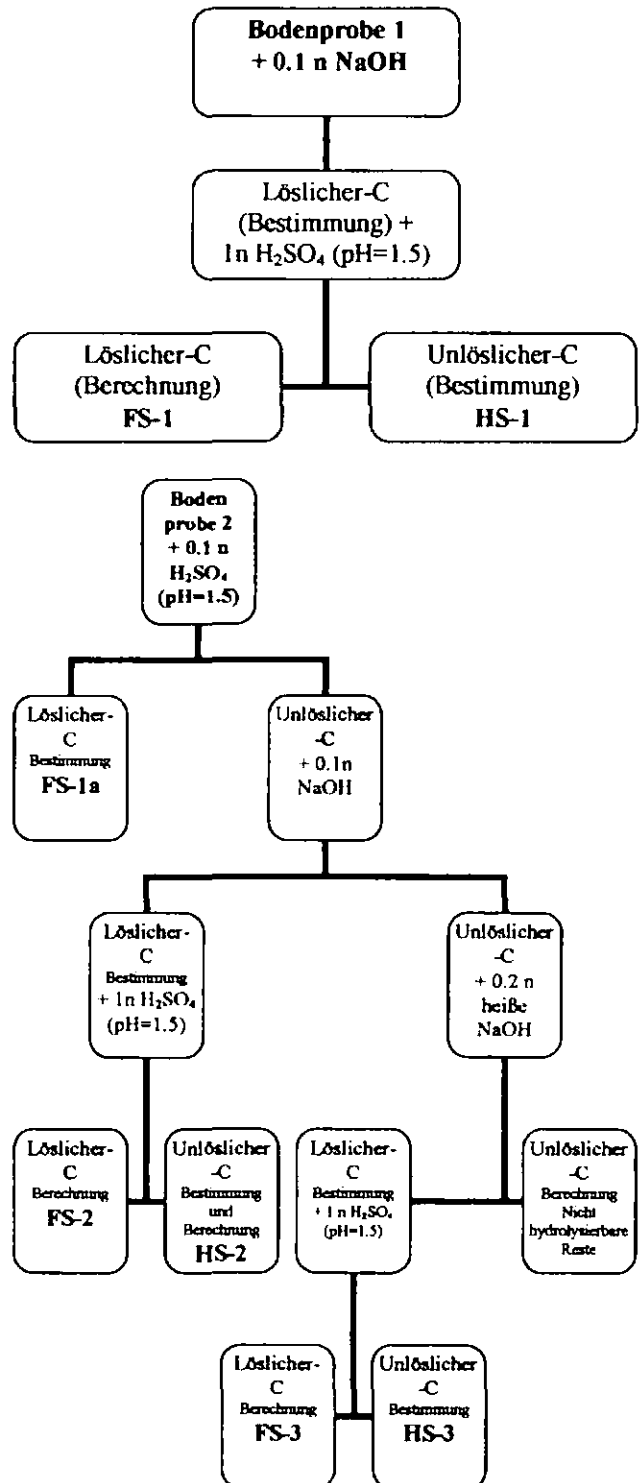 Bodenprobe 1
+ 0.1 n NaOH
Löslicher-C
(Bestimmung) +
1n H₂SO₄ (pH=1.5)
Löslicher-C
(Berechnung)
FS-1
Unlöslicher-C
(Bestimmung)
HS-1
Boden
probe 2
+ 0.1 n
H₂SO₄
(pH=1.5)
Löslicher-
C
Bestimmung
FS-1a
Unlöslicher
-C
+ 0.1n
NaOH
Löslicher-
C
Bestimmung
+ 1n H₂SO₄
(pH=1.5)
Unlöslicher
-C
+ 0.2 n
heiße
NaOH
Löslicher-
C
Berechnung
FS-2
Unlöslicher
-C
Bestimmung
und
Berechnung
HS-2
Löslicher-
C
Bestimmung
+ 1 n H₂SO₄
(pH=1.5)
Unlöslicher
-C
Berechnung
Nicht
hydrolysierbare
Reste
Löslicher-
C
Berechnung
FS-3
Unlöslicher
-C
Bestimmung
HS-3